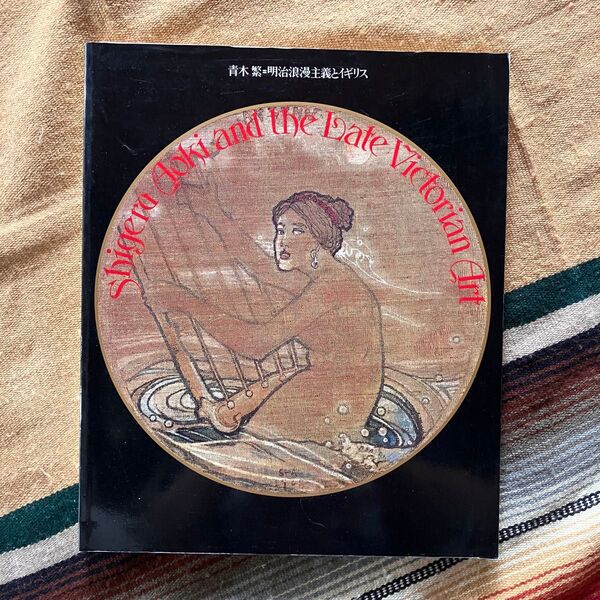 青木 繁=明治浪漫主義とイギリス
Shigeru Aoki and the Late Victorian Art